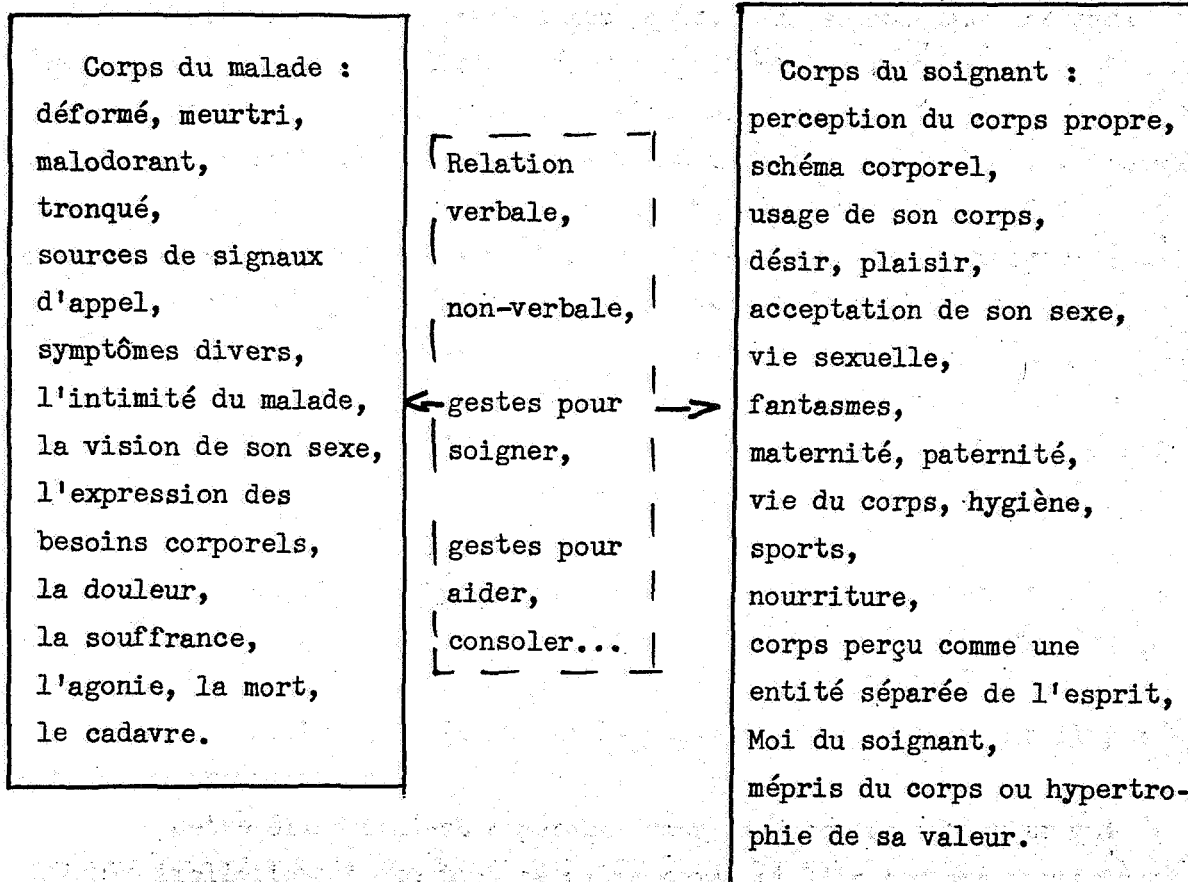 Corps du malade :
déformé, meurtri,
malodorant,
tronqué,
sources de signaux
d'appel,
symptômes divers,
l'intimité du malade,
la vision de son sexe,
l'expression des
besoins corporels,
la douleur,
la souffrance,
l'agonie, la mort,
le cadavre.
Relation
verbale,
non-verbale,
gestes pour
soigner,
gestes pour
aider,
consoler...
Corps du soignant :
perception du corps propre,
schéma corporel,
usage de son corps,
désir, plaisir,
acceptation de son sexe,
vie sexuelle,
fantasmes,
maternité, paternité,
vie du corps, hygiène,
sports,
nourriture,
corps perçu comme une
entité séparée de l'esprit,
Moi du soignant,
mépris du corps ou hypertro-
phie de sa valeur.